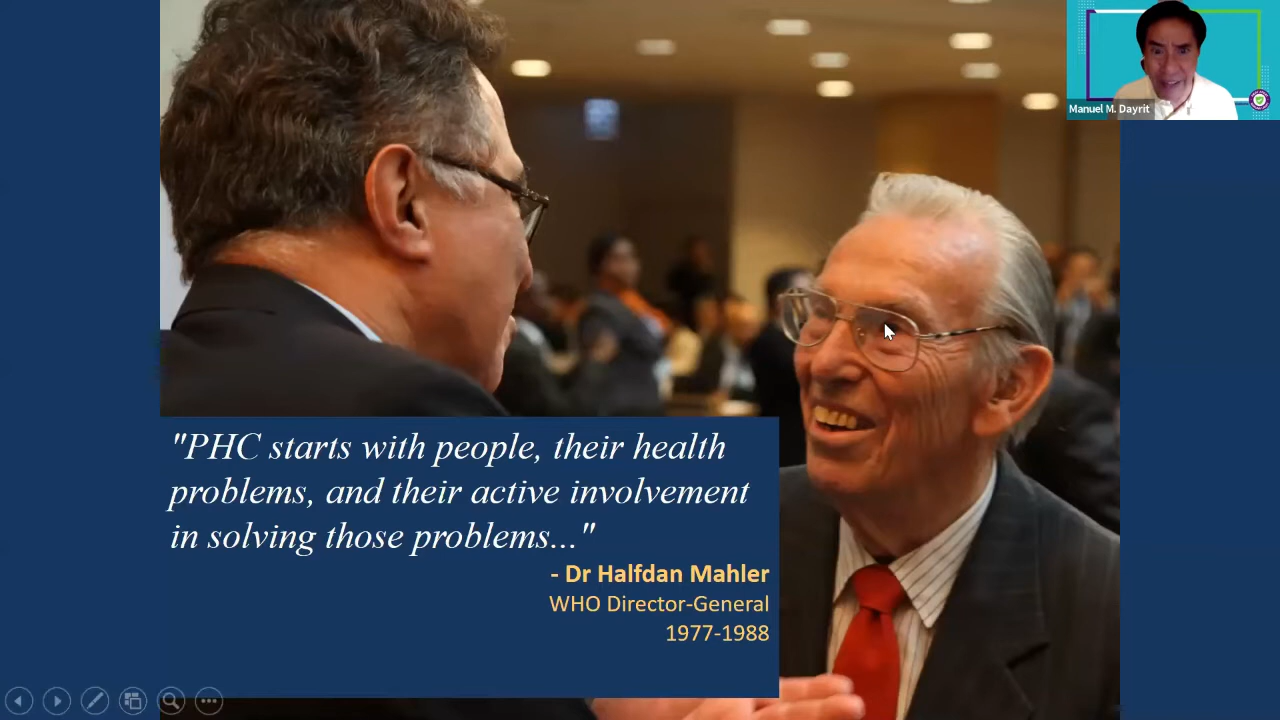 Manuel M. Dayrit
"PHC starts with people, their health
problems, and their active involvement
in solving those problems..."
- Dr Halfdan Mahler
WHO Director-General
1977-1988